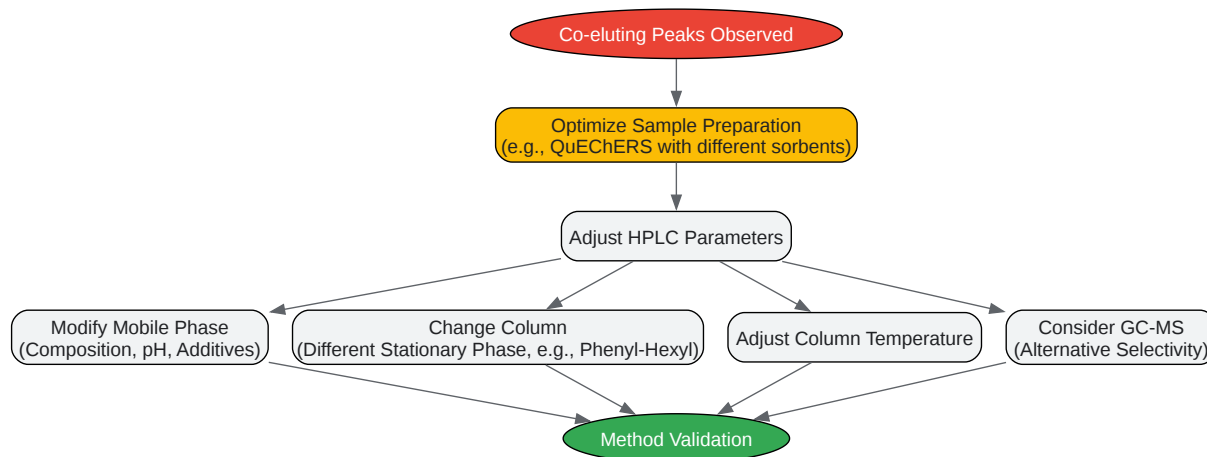 Co-eluting Peaks Observed
Optimize Sample Preparation
(e.g., QuEChERS with different sorbents)
Adjust HPLC Parameters
Modify Mobile Phase
(Composition, pH, Additives)
Change Column
(Different Stationary Phase, e.g., Phenyl-Hexyl)
Adjust Column Temperature
Consider GC-MS
(Alternative Selectivity)
Method Validation